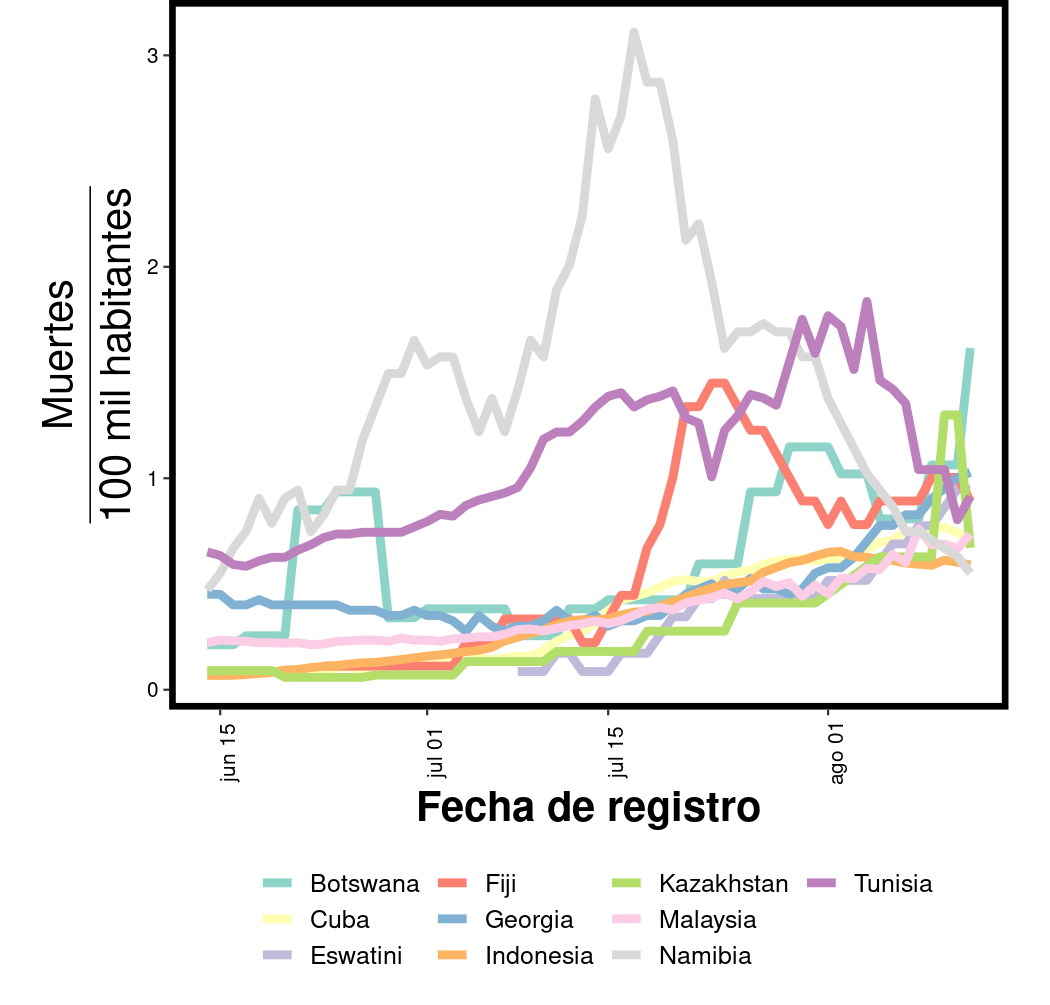 3
2
1
0
Muertes
100 mil habitantes
jun 15
jul 01
jul 15
ago 01
Fecha de registro
Botswana
Fiji
Kazakhstan
Tunisia
Cuba
Georgia
Malaysia
Eswatini
Indonesia
Namibia